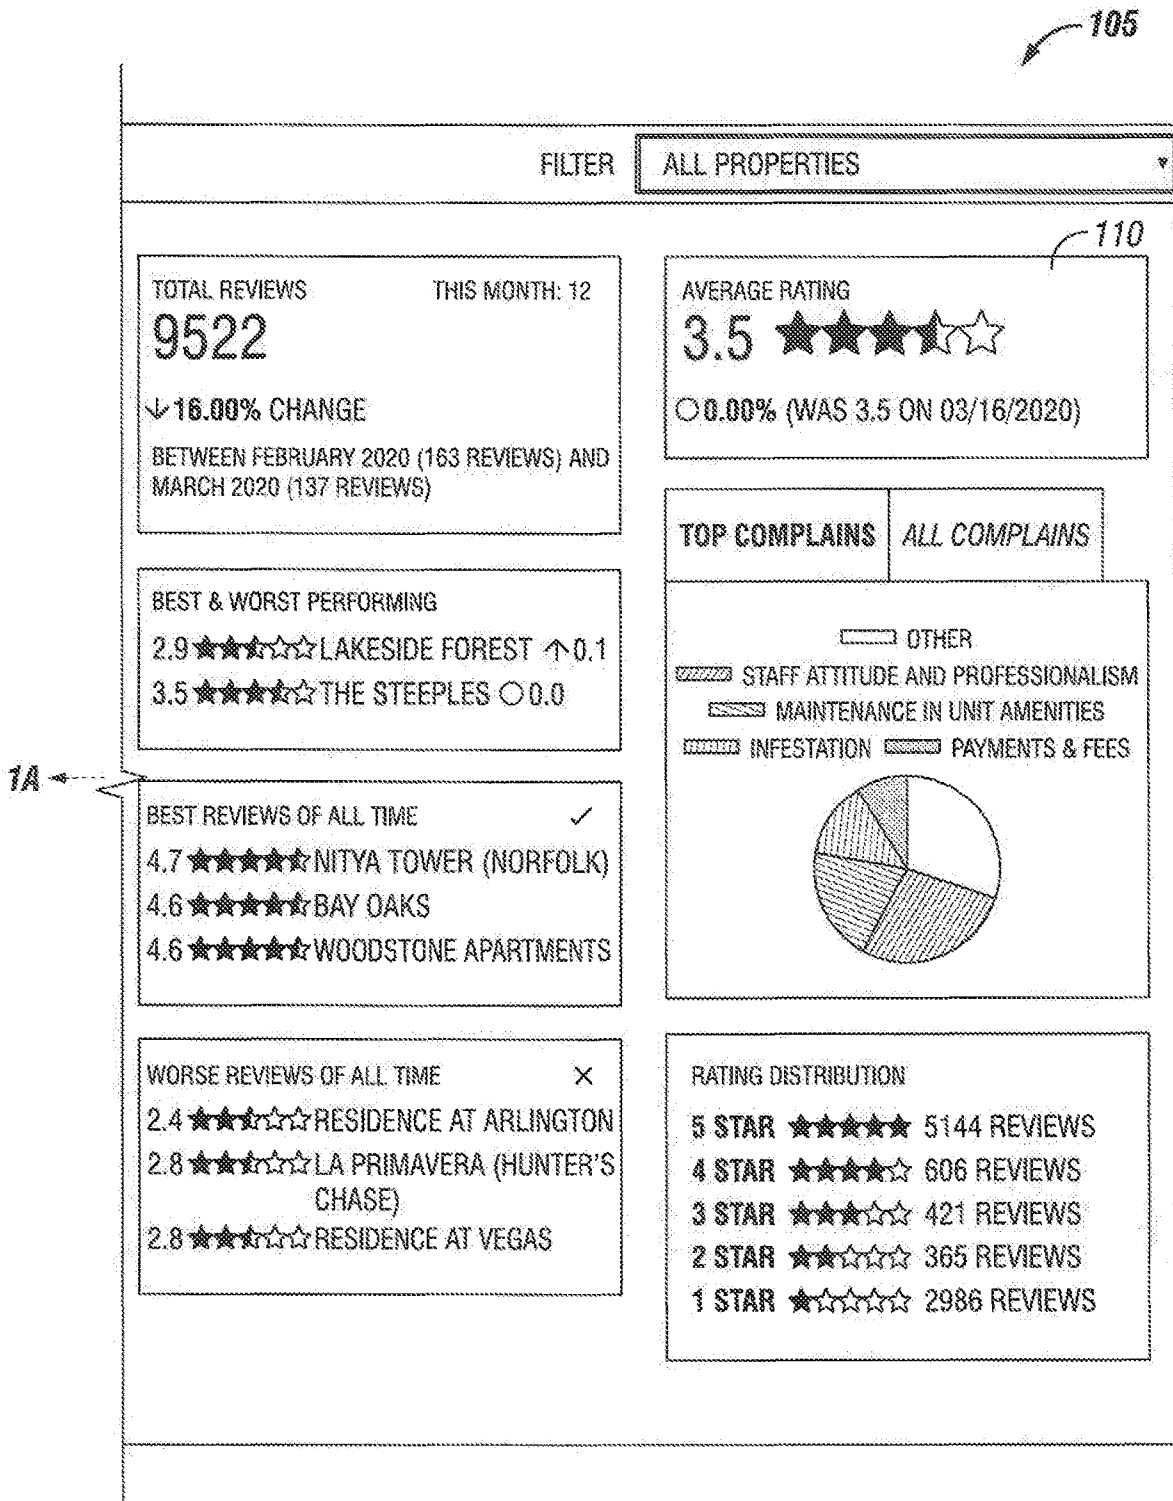 105
FILTER ALL PROPERTIES
110
TOTAL REVIEWS THIS MONTH: 12
9522
↓16.00% CHANGE
BETWEEN FEBRUARY 2020 (163 REVIEWS) AND
MARCH 2020 (137 REVIEWS)
AVERAGE RATING
3.5
0.00% (WAS 3.5 ON 03/16/2020)
TOP COMPLAINS ALL COMPLAINS
BEST & WORST PERFORMING
2.9 LAKESIDE FOREST ↑0.1
3.5 THE STEEPLES 0.0
OTHER
STAFF ATTITUDE AND PROFESSIONALISM
MAINTENANCE IN UNIT AMENITIES
INFESTATION PAYMENTS & FEES
1A
BEST REVIEWS OF ALL TIME
4.7 NITYA TOWER (NORFOLK)
4.6 BAY OAKS
4.6 WOODSTONE APARTMENTS
WORSE REVIEWS OF ALL TIME
2.4 RESIDENCE AT ARLINGTON
2.8 LA PRIMAVERA (HUNTER'S
CHASE)
2.8 RESIDENCE AT VEGAS
RATING DISTRIBUTION
5 STAR 5144 REVIEWS
4 STAR 606 REVIEWS
3 STAR 421 REVIEWS
2 STAR 365 REVIEWS
1 STAR 2986 REVIEWS